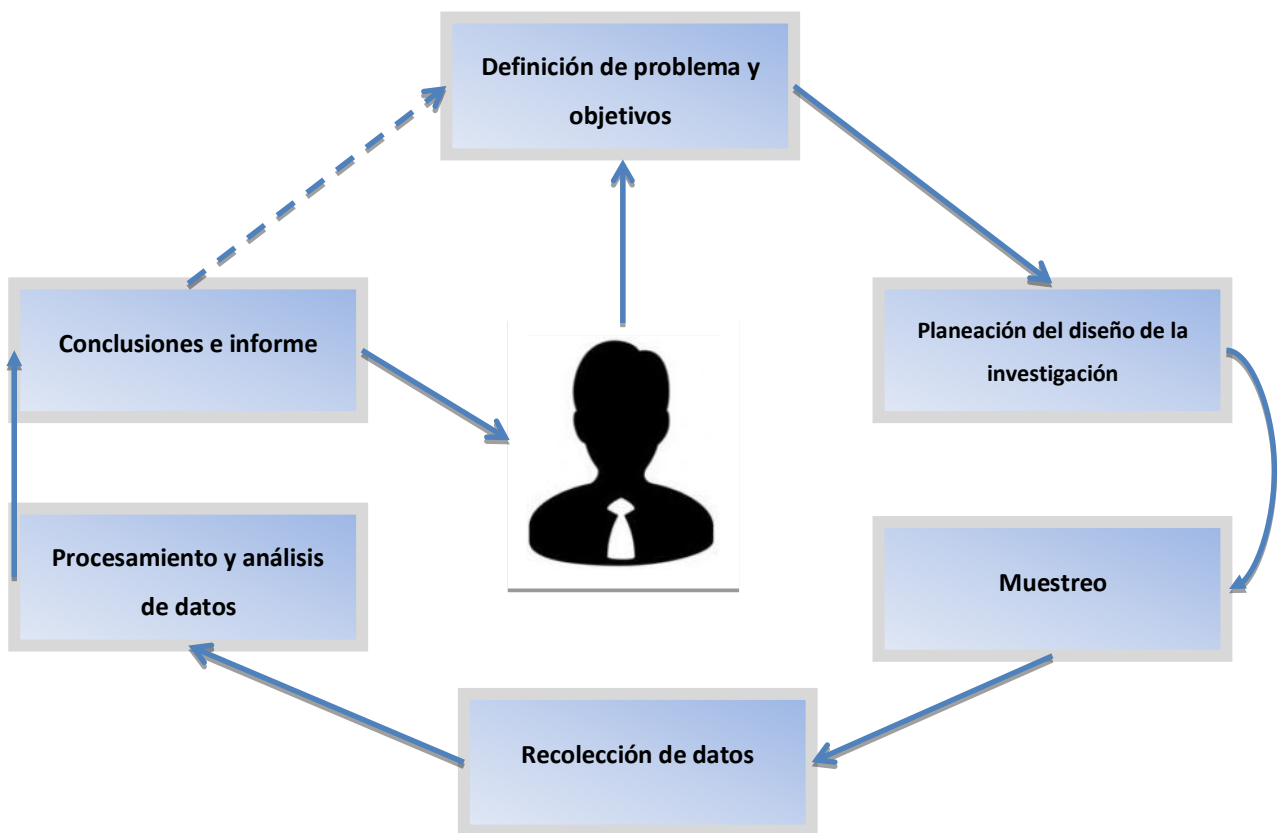 Definición de problema y
objetivos
Conclusiones e informe
Planeación del diseño de la
investigación
Procesamiento y análisis
de datos
Muestreo
Recolección de datos